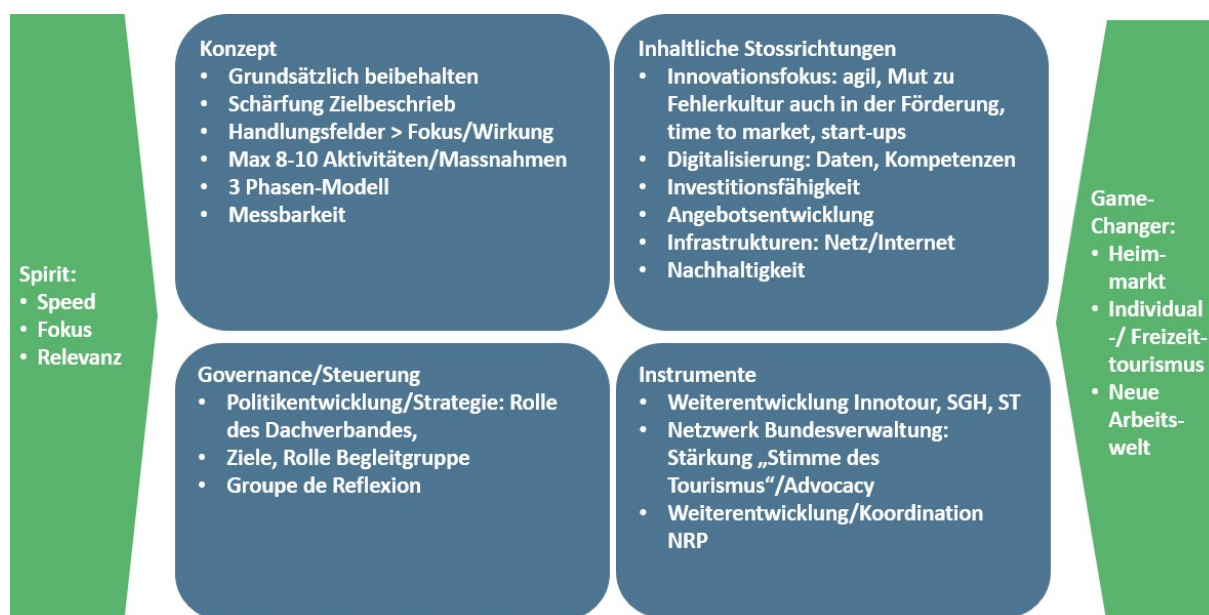 Spirit:
• Speed
• Fokus
• Relevanz
Konzept
• Grundsätzlich beibehalten
• Schärfung Zielbeschrieb
• Handlungsfelder > Fokus/Wirkung
• Max 8-10 Aktivitäten/Massnahmen
• 3 Phasen-Modell
• Messbarkeit
Inhaltliche Stossrichtungen
• Innovationsfokus: agil, Mut zu
Fehlerkultur auch in der Förderung,
time to market, start-ups
• Digitalisierung: Daten, Kompetenzen
• Investitionsfähigkeit
• Angebotsentwicklung
• Infrastrukturen: Netz/Internet
• Nachhaltigkeit
Governance/Steuerung
• Politikentwicklung/Strategie: Rolle
des Dachverbandes,
• Ziele, Rolle Begleitgruppe
• Groupe de Reflexion
Instrumente
• Weiterentwicklung Innotour, SGH, ST
• Netzwerk Bundesverwaltung:
Stärkung „Stimme des
Tourismus“/Advocacy
• Weiterentwicklung/Koordination
NRP
Game-
Changer:
• Heim-
markt
• Individual
-/ Freizeit-
tourismus
• Neue
Arbeits-
welt